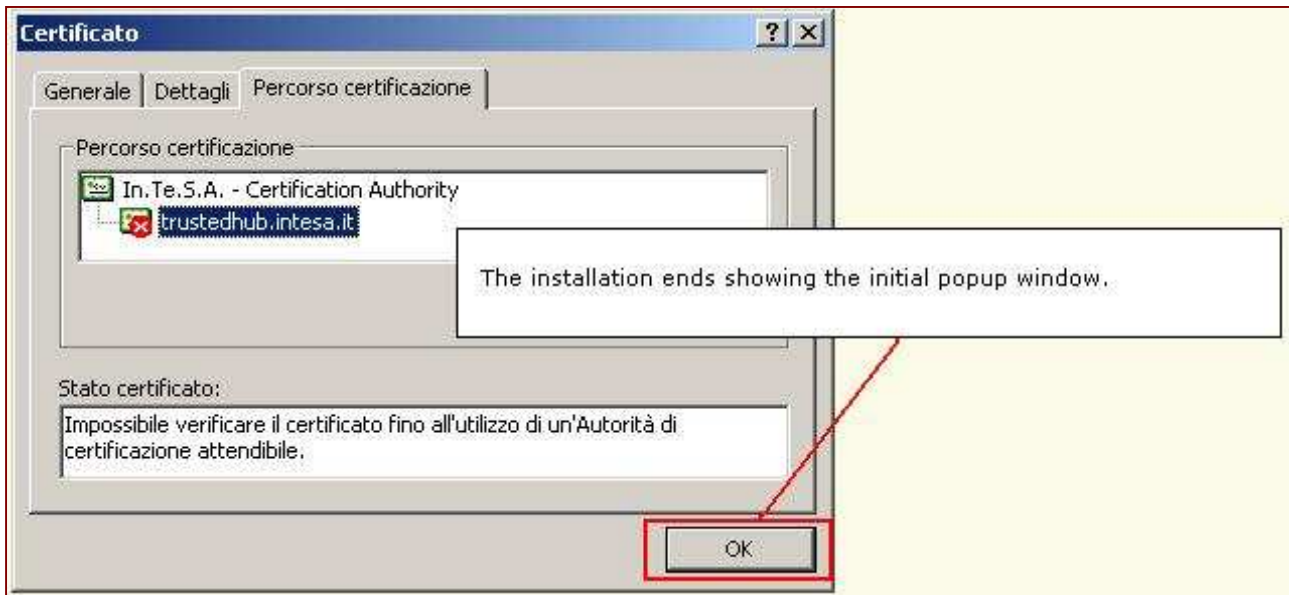 Certificato
Generale
Dettagli
Percorso certificazione
Percorso certificazione
In.Te.S.A. - Certification Authority
trustedhub.intesa.it
The installation ends showing the initial popup window.
Stato certificato:
Impossibile verificare il certificato fino all'utilizzo di un'Autorità di
certificazione attendibile.
OK